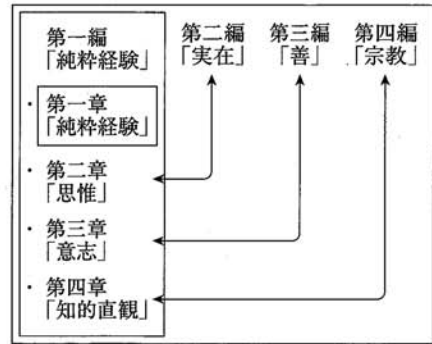 第一編
「純粋経験」
・第一章
「純粋経験」
・第二章
「思惟」
・第三章
「意志」
・第四章
「知的直観」
第二編
「実在」
第三編
「善」
第四編
「宗教」